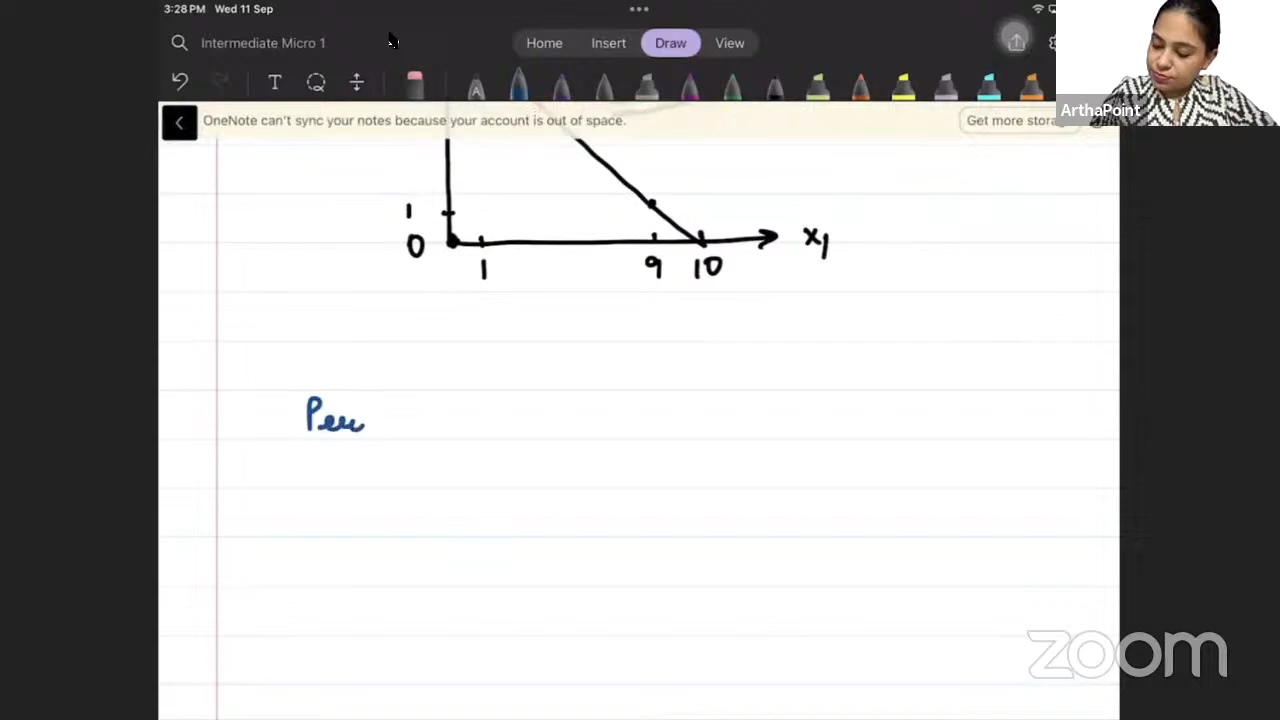 3:28 PM Wed 11 Sep
Intermediate Micro 1
Home Insert Draw View
T
A
ArthaPoint
OneNote can't sync your notes because your account is out of space.
Get more stora
1
0
1 9 10
x₁
Peu
zoom